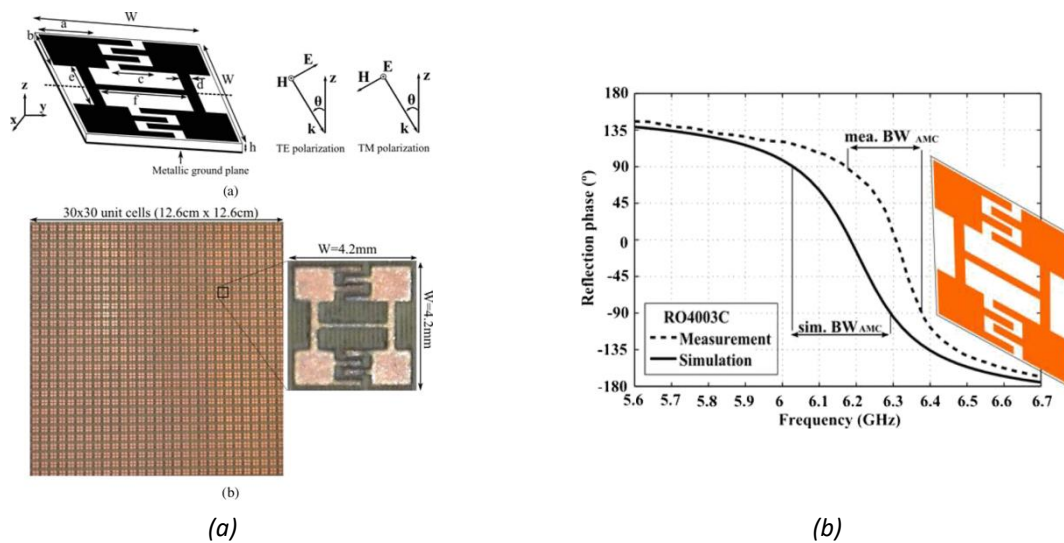 W
a
b
c
d
W
e
f
h
z
y
x
Metallic ground plane
E
z
H
θ
k
TE polarization
E
z
H
θ
k
TM polarization
(a)
30x30 unit cells (12.6cm x 12.6cm)
W=4.2mm
W=4.2mm
(b)
(a)
Reflection phase (°)
180
135
90
45
0
-45
-90
-135
-180
mea. BW AMC
sim. BW AMC
RO4003C
Measurement
Simulation
5.6 5.7 5.8 5.9 6 6.1 6.2 6.3 6.4 6.5 6.6 6.7
Frequency (GHz)
(b)